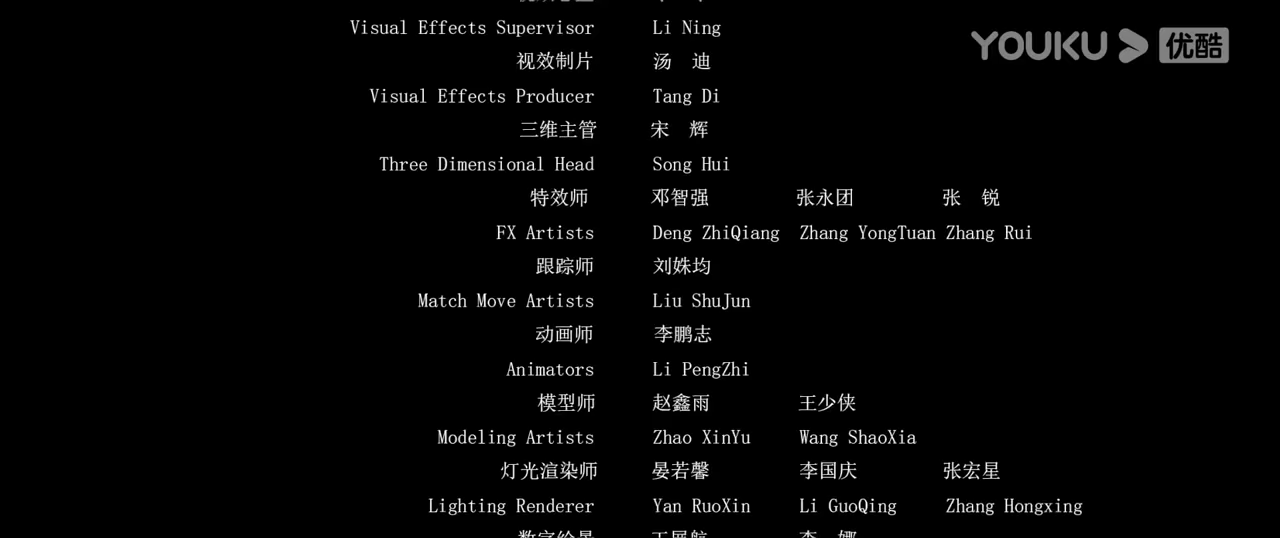 Visual Effects Supervisor Li Ning
YOUKU 优酷
视效制片 汤 迪
Visual Effects Producer Tang Di
三维主管 宋 辉
Three Dimensional Head Song Hui
特效师 邓智强 张永团 张 锐
FX Artists Deng ZhiQiang Zhang YongTuan Zhang Rui
跟踪师 刘姝均
Match Move Artists Liu ShuJun
动画师 李鹏志
Animators Li PengZhi
模型师 赵鑫雨 王少侠
Modeling Artists Zhao XinYu Wang ShaoXia
灯光渲染师 晏若馨 李国庆 张宏星
Lighting Renderer Yan RuoXin Li GuoQing Zhang Hongxing